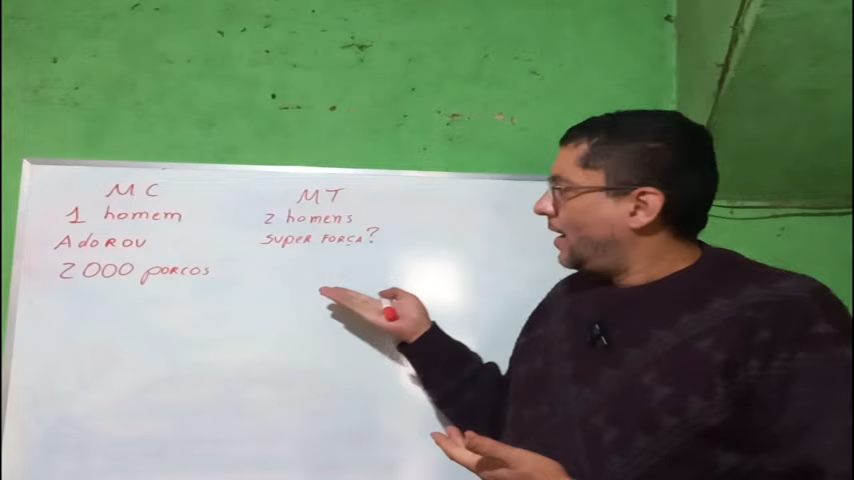 MC
1 homem
Adorou
2000 porcos
MT
2 homens
Super força?